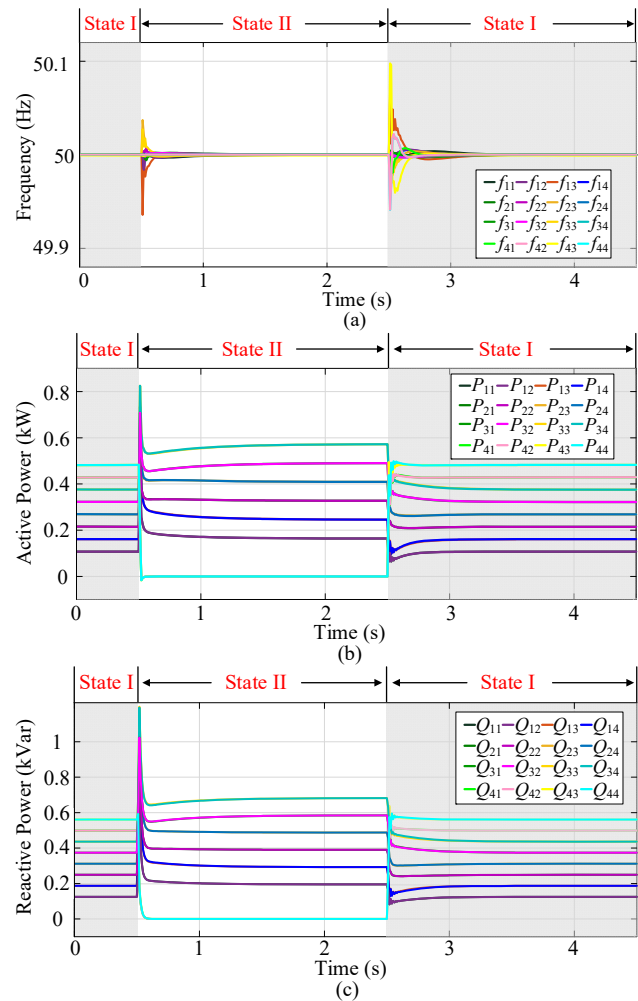 State I State II State I
50.1
50
49.9
Frequency (Hz)
f11 f12 f13 f14
f21 f22 f23 f24
f31 f32 f33 f34
f41 f42 f43 f44
0 1 2 3 4
Time (s)
(a)
State I State II State I
0.8
0.6
0.4
0.2
0
Active Power (kW)
P11 P12 P13 P14
P21 P22 P23 P24
P31 P32 P33 P34
P41 P42 P43 P44
0 1 2 3 4
Time (s)
(b)
State I State II State I
1
0.8
0.6
0.4
0.2
0
Reactive Power (kVar)
Q11 Q12 Q13 Q14
Q21 Q22 Q23 Q24
Q31 Q32 Q33 Q34
Q41 Q42 Q43 Q44
0 1 2 3 4
Time (s)
(c)